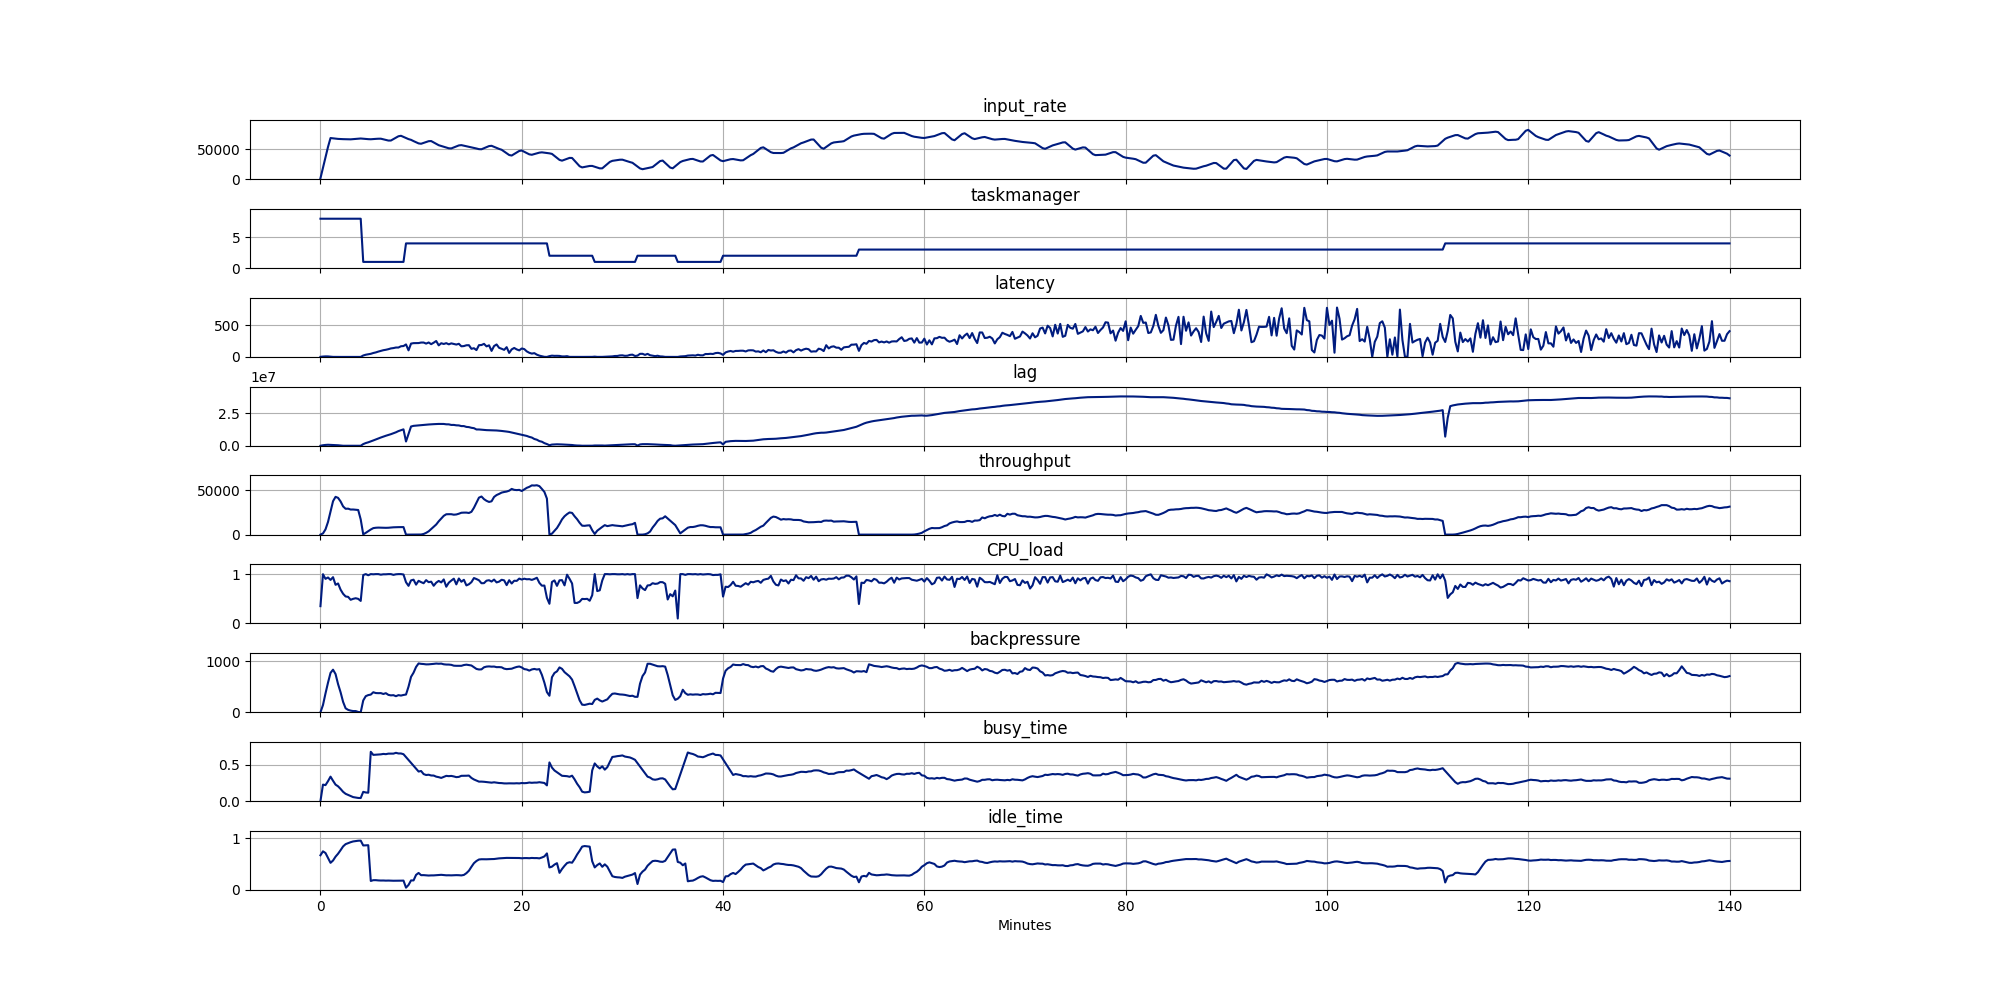 input_rate
50000
0
taskmanager
5
0
latency
500
0
1e7
lag
2.5
0.0
throughput
50000
0
CPU_load
1
0
backpressure
1000
0
busy_time
0.5
0.0
idle_time
1
0
0 20 40 60 80 100 120 140
Minutes